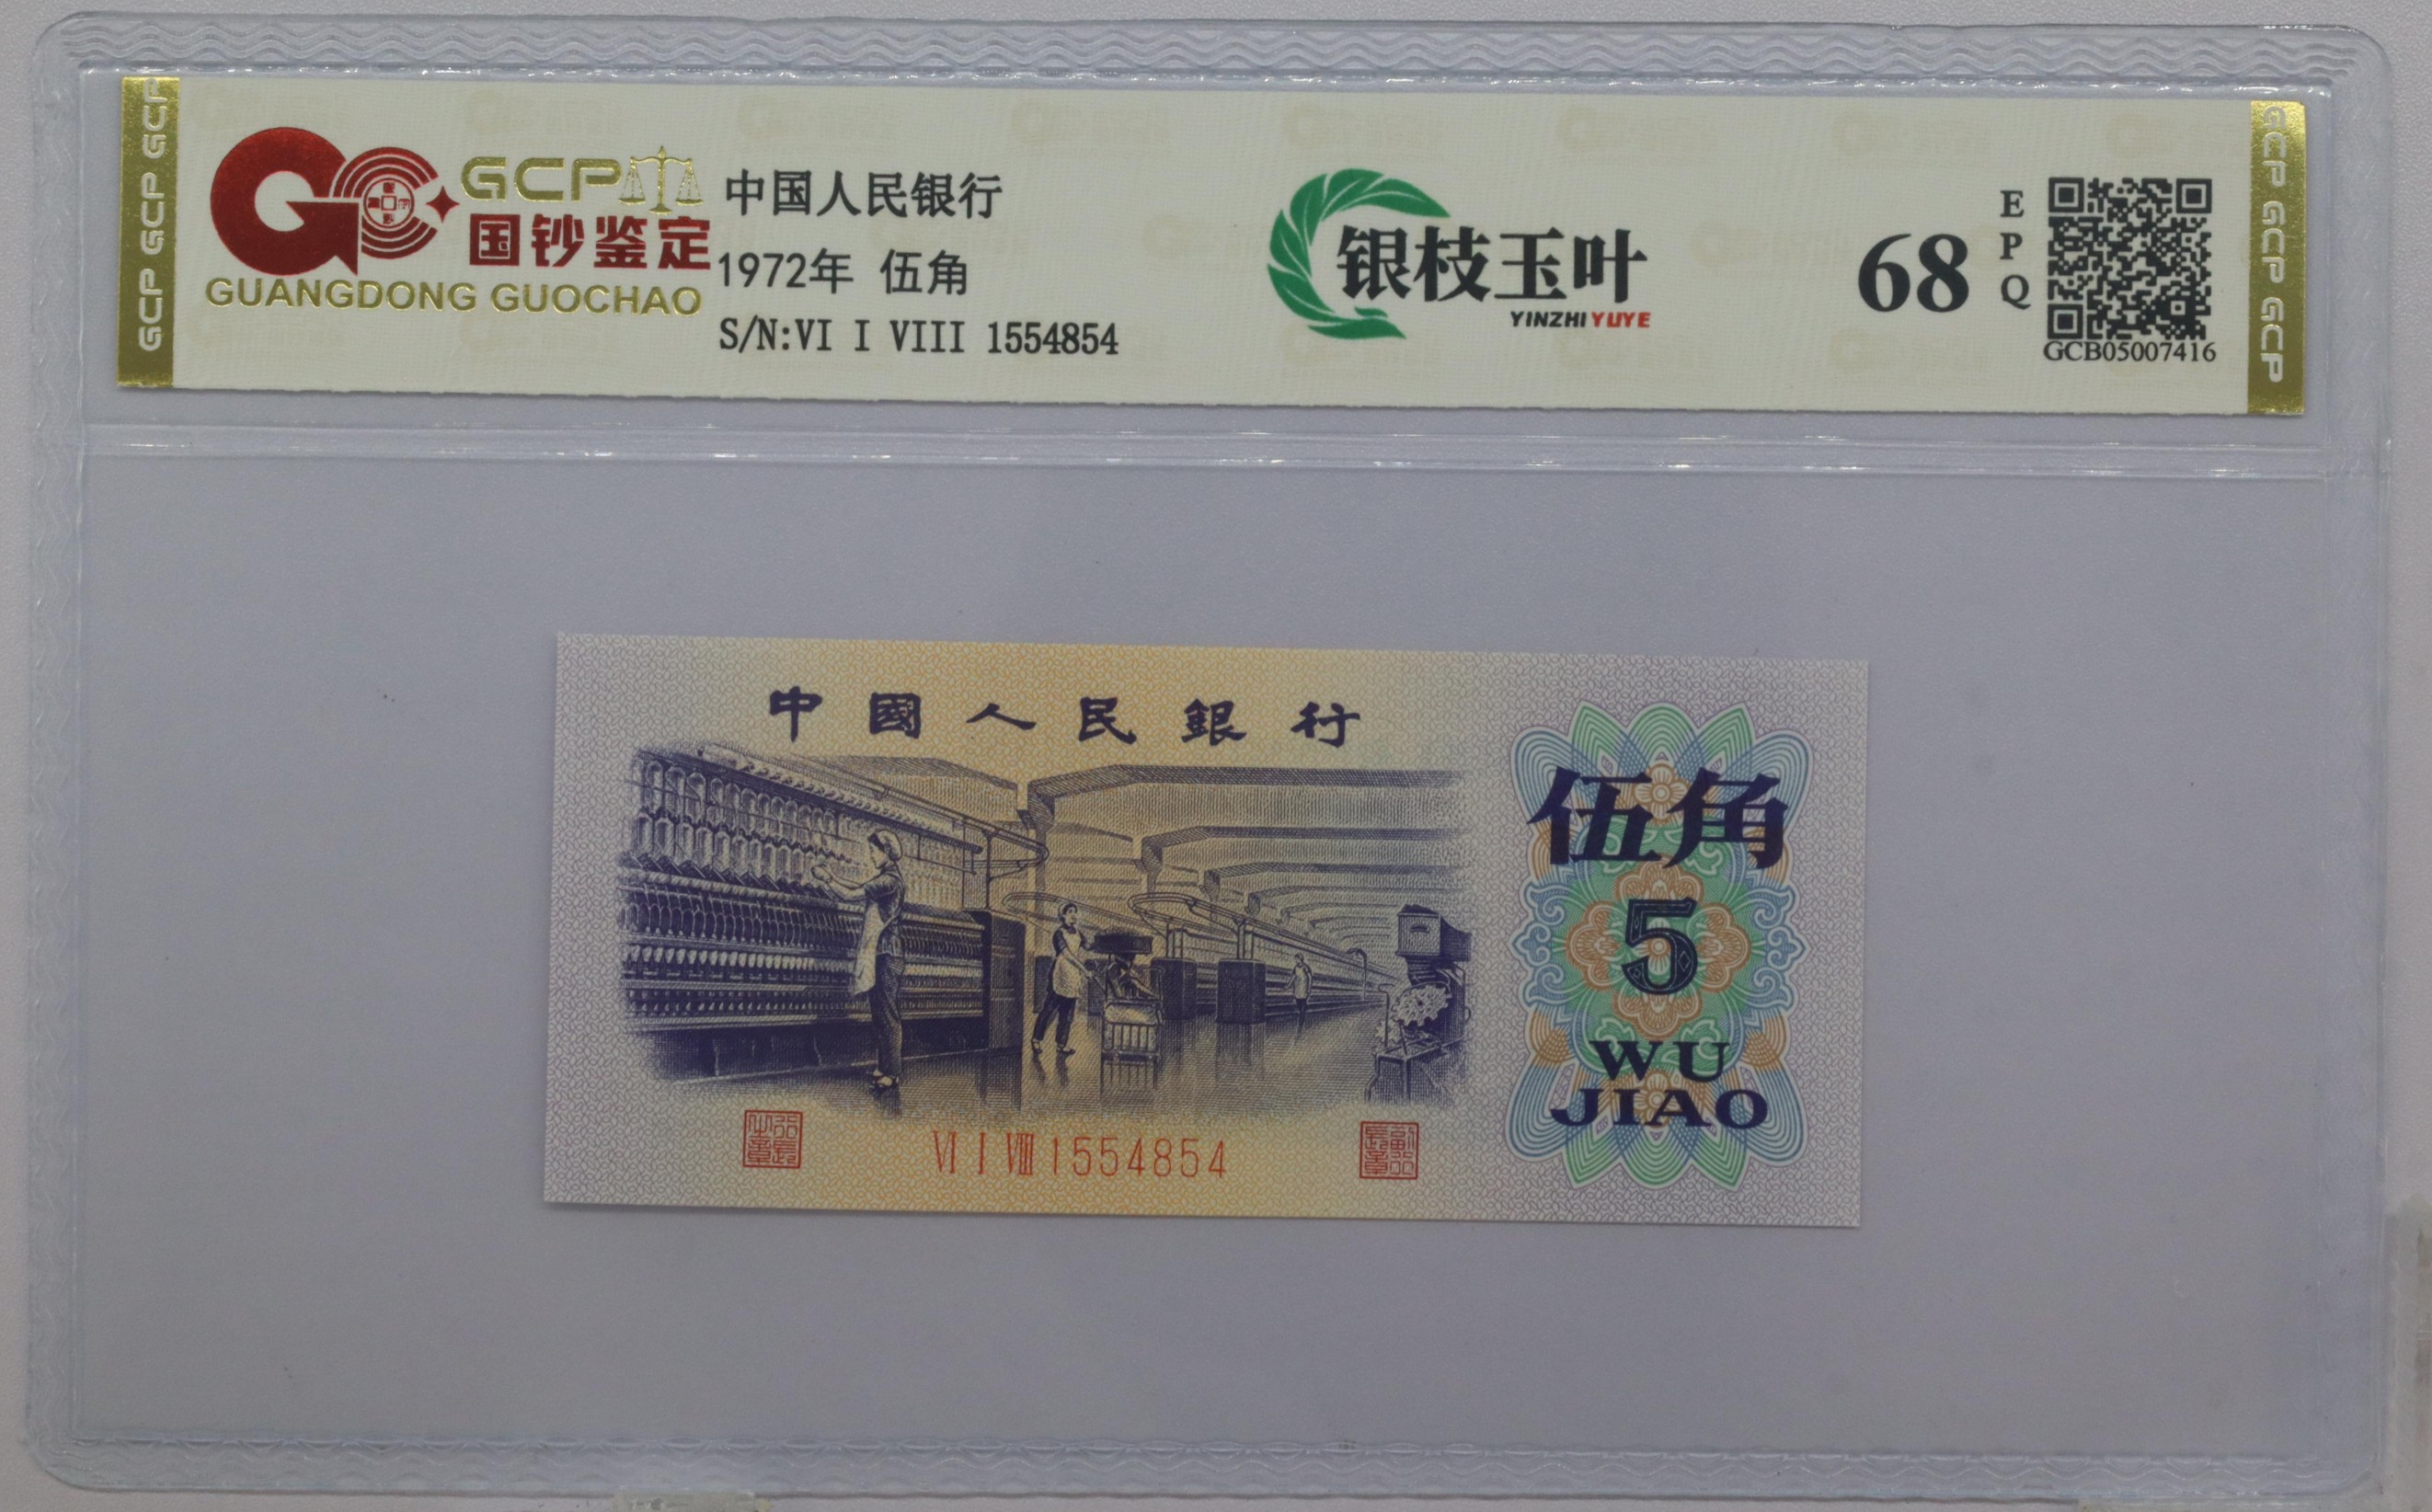 GCP GCP GCP
GCP
国钞鉴定
GUANGDONG GUOCHAO
中国人民银行
1972年 伍角
S/N:VI I VIII 1554854
银枝玉叶
YINZHIYUYE
68
EPQ
GCB05007416
GCP GCP GCP
中國人民銀行
伍角
5
WU
JIAO
VI I VIII 1554854